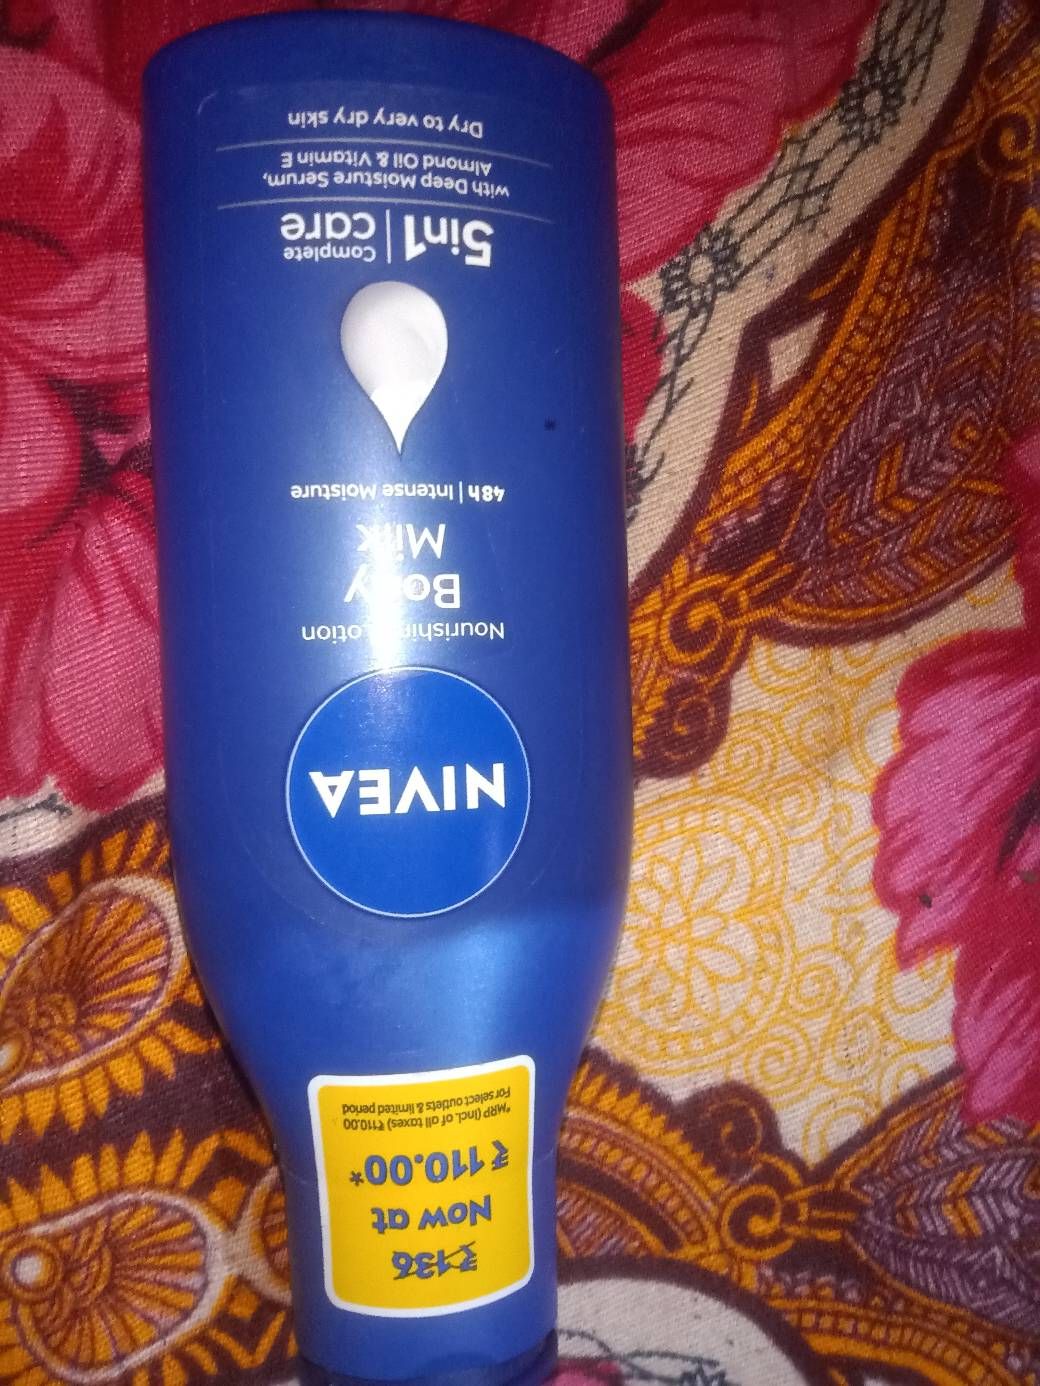 NIVEA
Nourishing Lotion
Body
Milk
48h | Intense Moisture
5in1 | Complete care
with Deep Moisture Serum,
Almond Oil & Vitamin E
Dry to very dry skin
₹136
Now at
₹110.00*
*MRP (Incl. of all taxes) ₹110.00
For select outlets & limited period